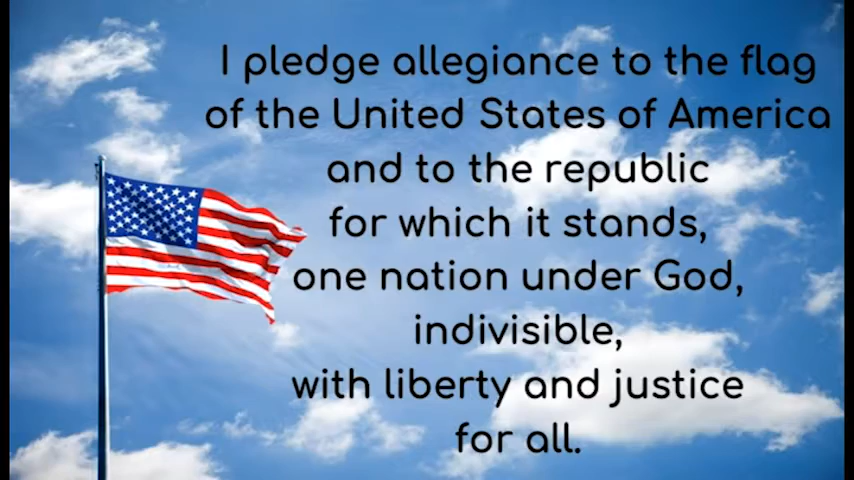 I pledge allegiance to the flag
of the United States of America
and to the republic
for which it stands,
one nation under God,
indivisible,
with liberty and justice
for all.